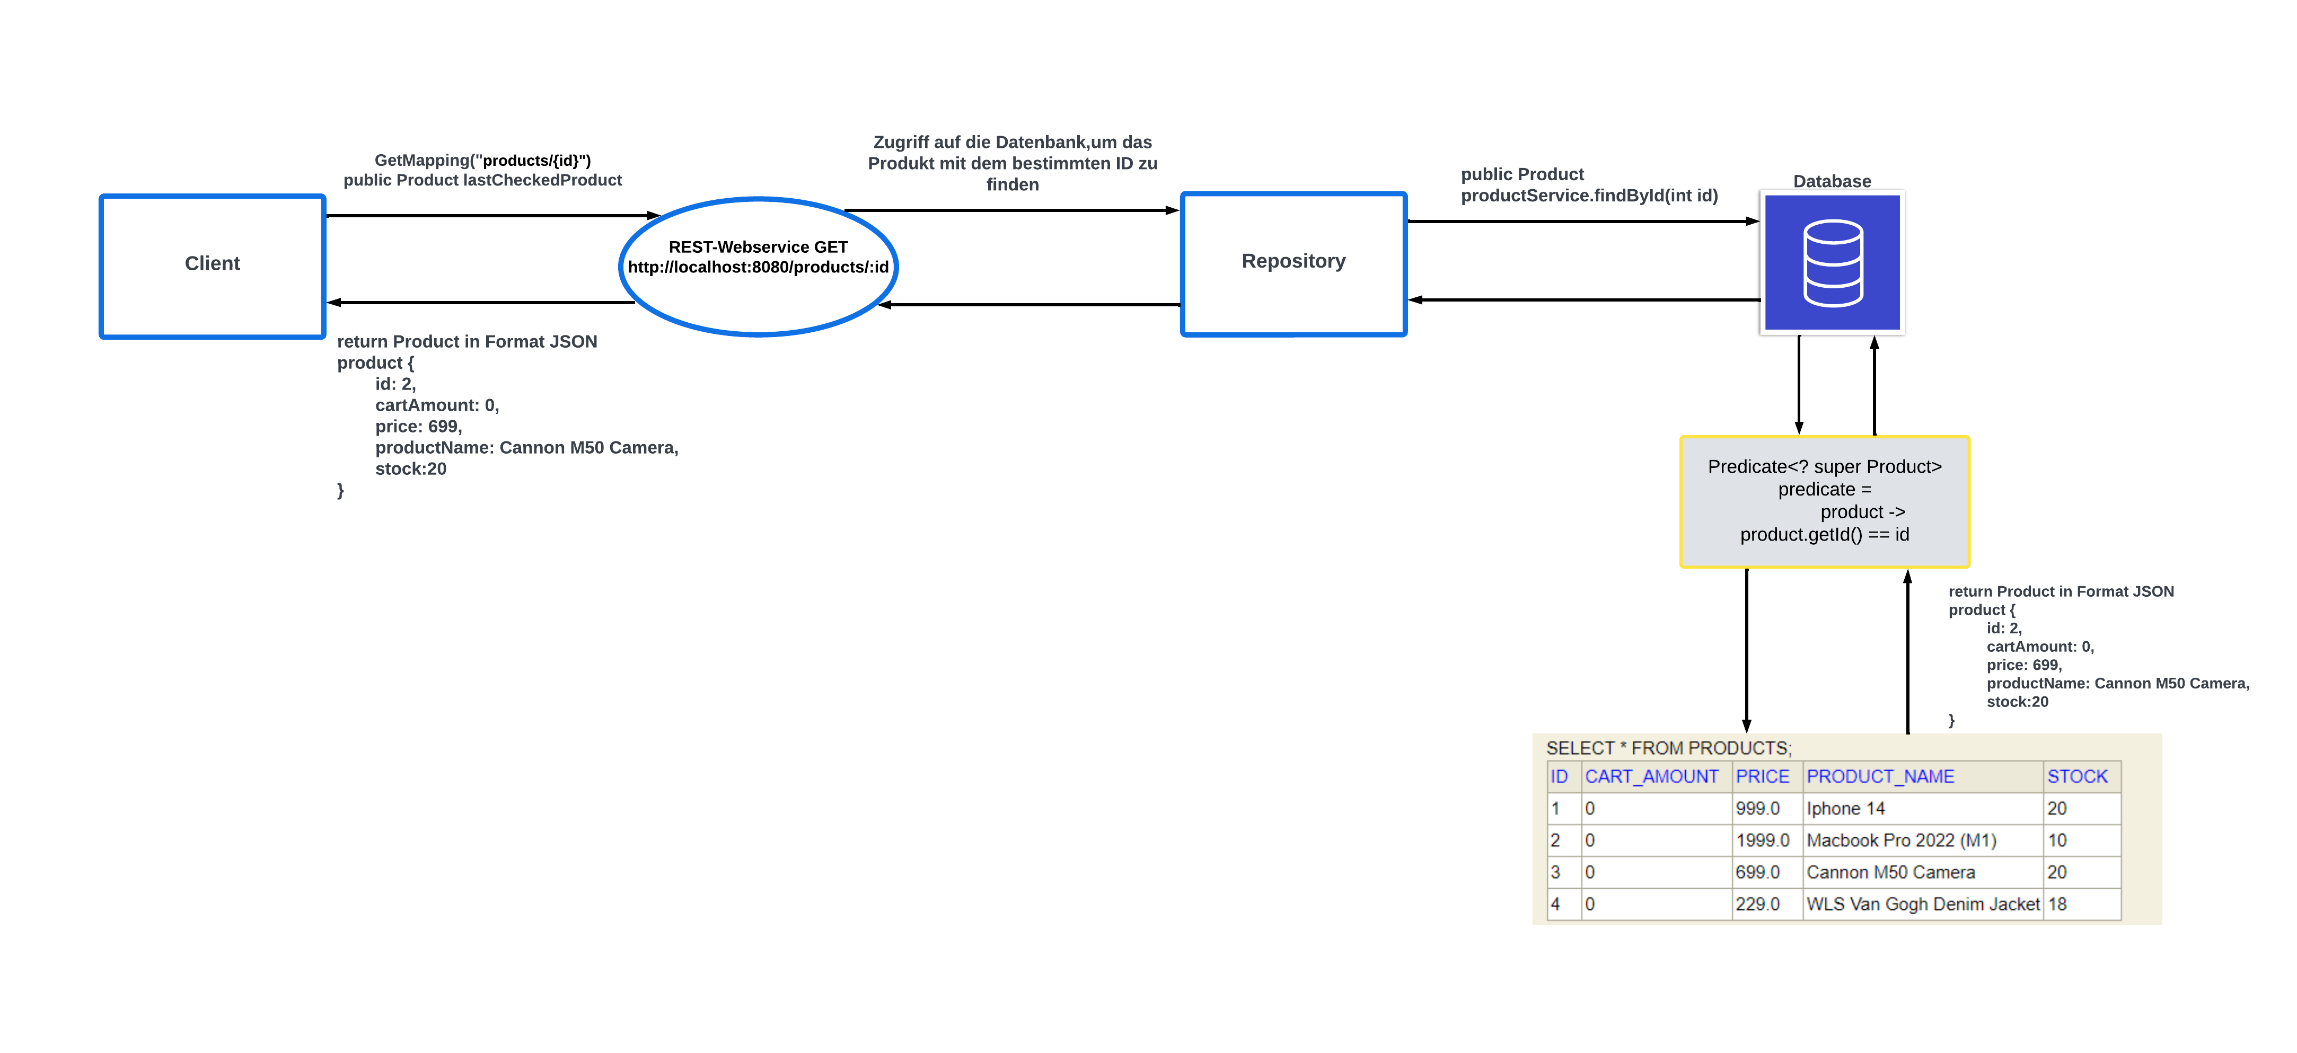 GetMapping("products/{id}")
public Product lastCheckedProduct
Zugriff auf die Datenbank,um das
Produkt mit dem bestimmten ID zu
finden
public Product
productService.findById(int id)
Database
Client
REST-Webservice GET
http://localhost:8080/products/:id
Repository
return Product in Format JSON
product {
id: 2,
cartAmount: 0,
price: 699,
productName: Cannon M50 Camera,
stock:20
}
Predicate<? super Product>
predicate =
product ->
product.getId() == id
return Product in Format JSON
product {
id: 2,
cartAmount: 0,
price: 699,
productName: Cannon M50 Camera,
stock:20
}
SELECT * FROM PRODUCTS;
ID CART_AMOUNT PRICE PRODUCT_NAME STOCK
1 0 999.0 Iphone 14 20
2 0 1999.0 Macbook Pro 2022 (M1) 10
3 0 699.0 Cannon M50 Camera 20
4 0 229.0 WLS Van Gogh Denim Jacket 18